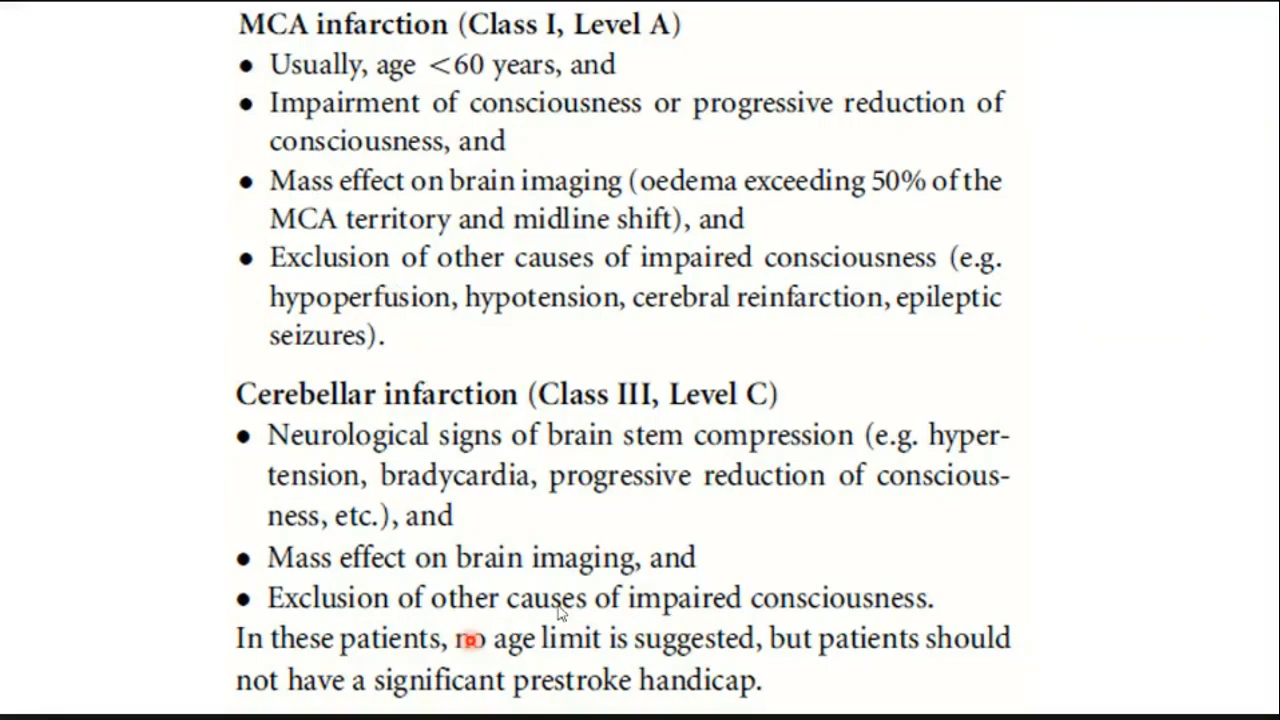 MCA infarction (Class I, Level A)
● Usually, age <60 years, and
● Impairment of consciousness or progressive reduction of
consciousness, and
● Mass effect on brain imaging (oedema exceeding 50% of the
MCA territory and midline shift), and
● Exclusion of other causes of impaired consciousness (e.g.
hypoperfusion, hypotension, cerebral reinfarction, epileptic
seizures).
Cerebellar infarction (Class III, Level C)
● Neurological signs of brain stem compression (e.g. hyper-
tension, bradycardia, progressive reduction of conscious-
ness, etc.), and
● Mass effect on brain imaging, and
● Exclusion of other causes of impaired consciousness.
In these patients, no age limit is suggested, but patients should
not have a significant prestroke handicap.